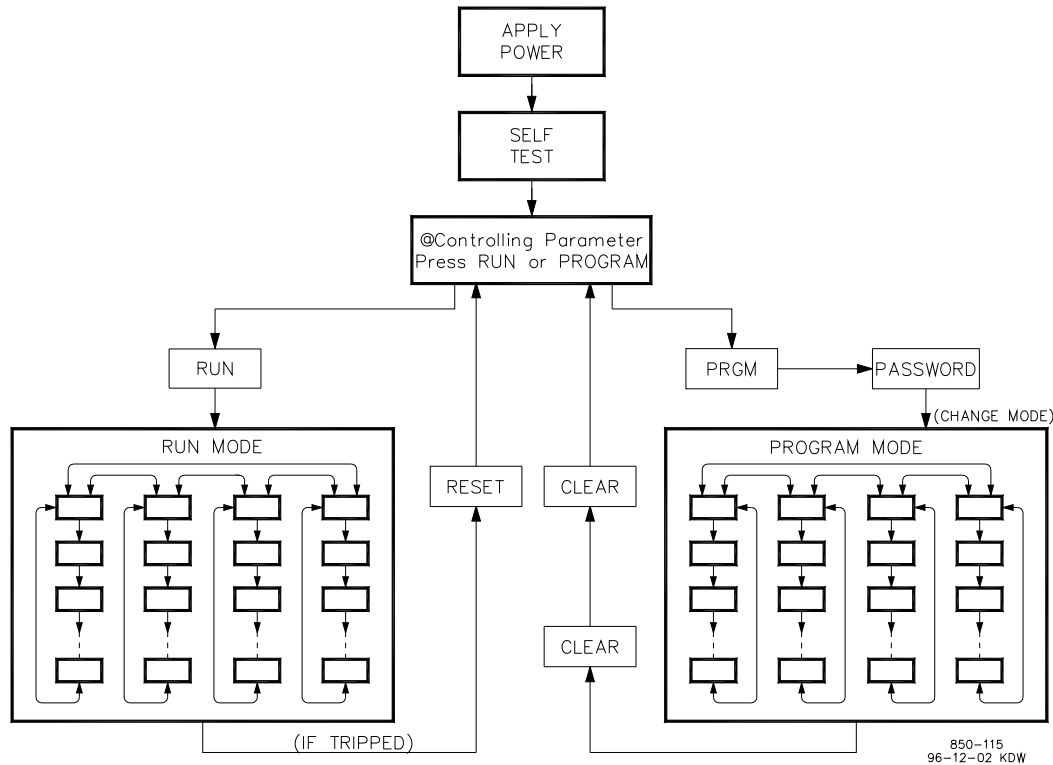 APPLY
POWER
SELF
TEST
@Controlling Parameter
Press RUN or PROGRAM
RUN
PRGM
PASSWORD
(CHANGE MODE)
RUN MODE
PROGRAM MODE
RESET
CLEAR
CLEAR
(IF TRIPPED)
850-115
96-12-02 KDW